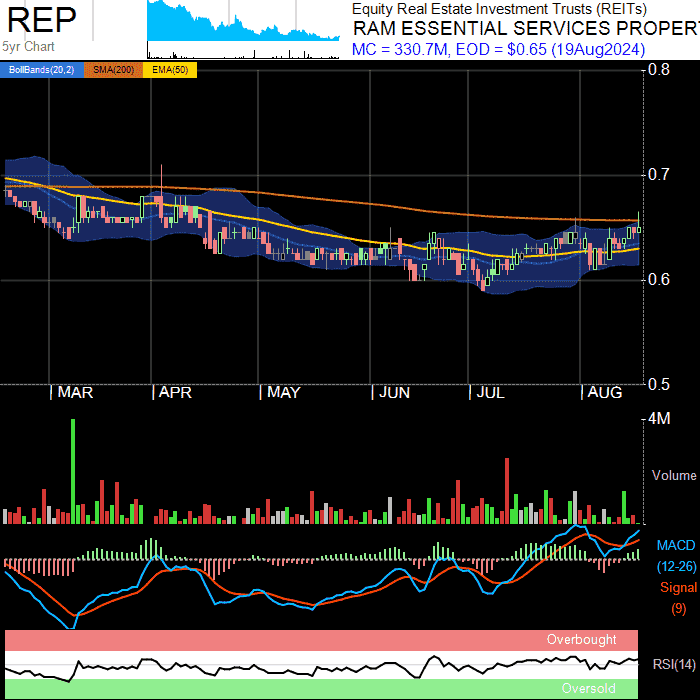 REP
5yr Chart
Equity Real Estate Investment Trusts (REITs)
RAM ESSENTIAL SERVICES PROPER
MC = 330.7M, EOD = $0.65 (19Aug2024)
BollBands(20,2) SMA(200) EMA(50)
0.8
0.7
0.6
0.5
MAR APR MAY JUN JUL AUG
4M
Volume
MACD
(12-26)
Signal
(9)
Overbought
RSI(14)
Oversold